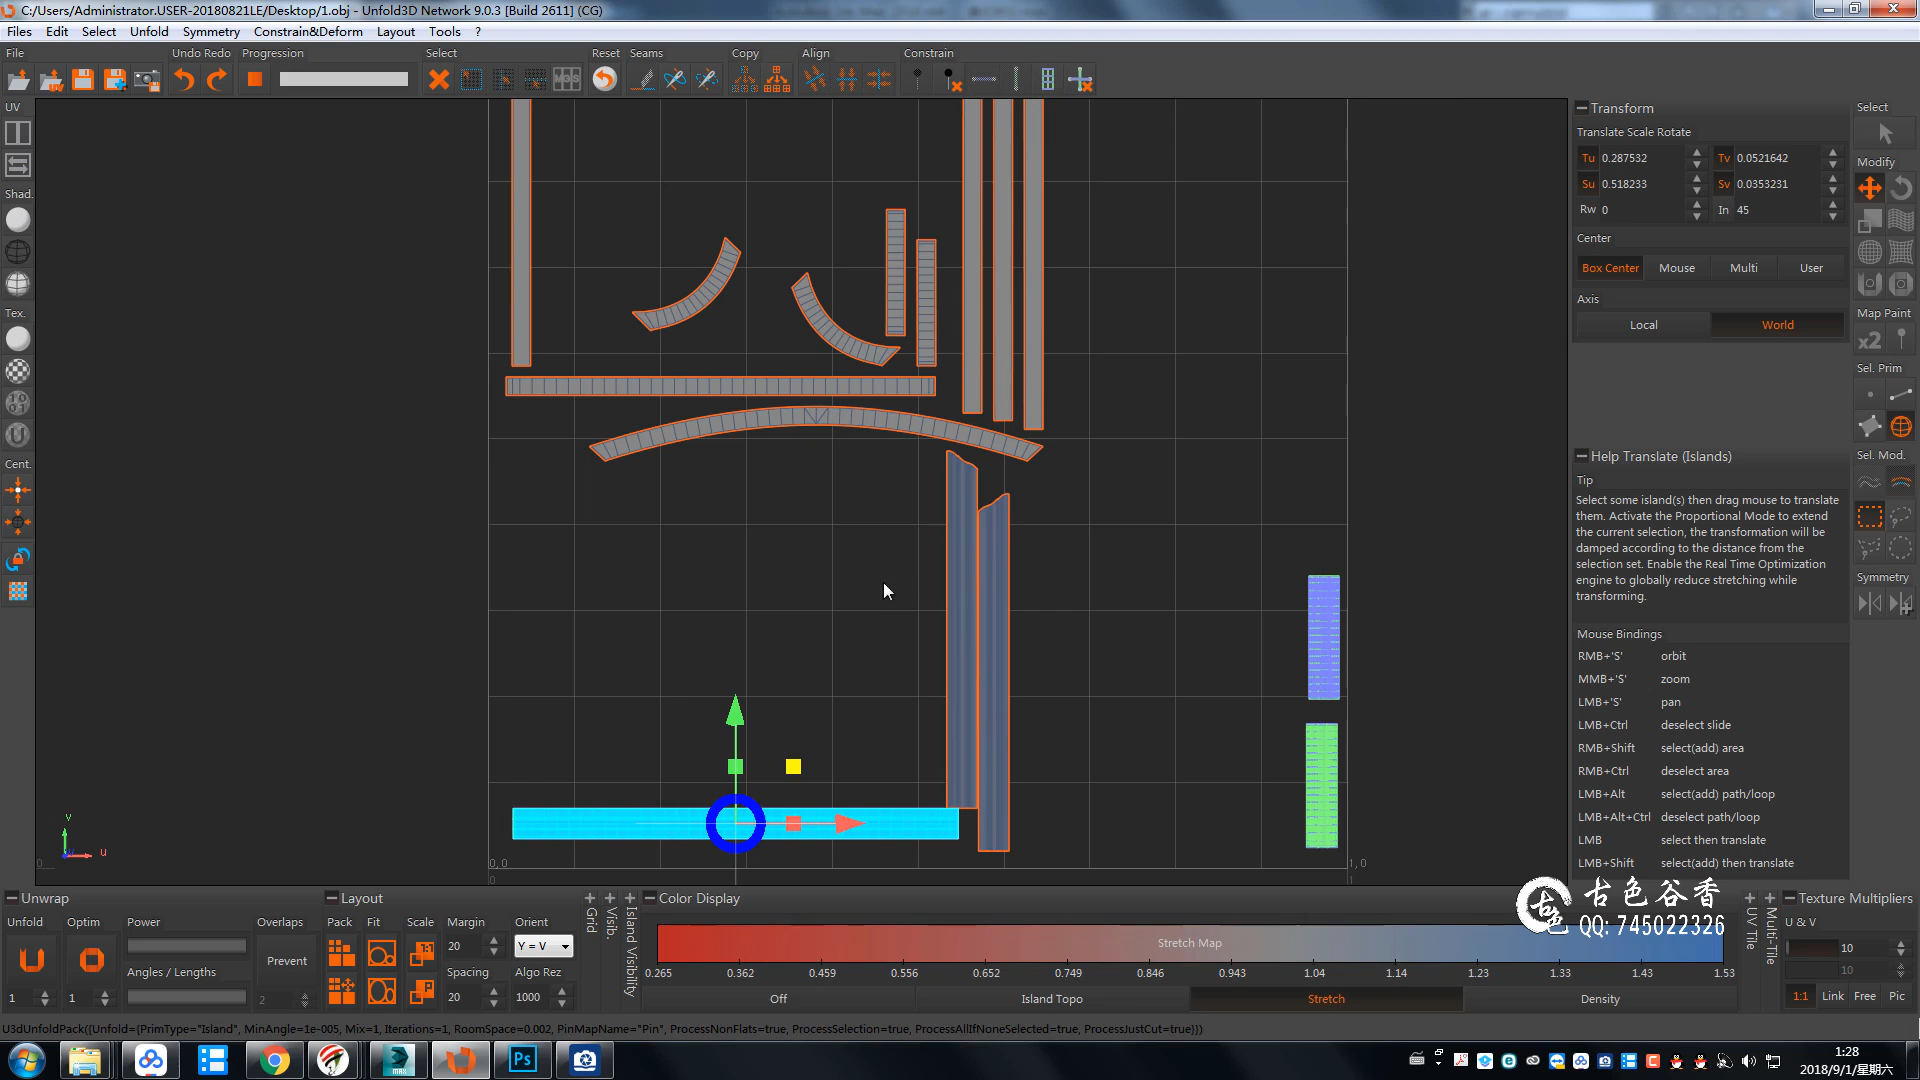 C:/Users/Administrator.USER-20180821LE/Desktop/1.obj - Unfold3D Network 9.0.3 [Build 2611] (CG)
Files Edit Select Unfold Symmetry Constrain&Deform Layout Tools ?
File Undo Redo Progression Select Reset Seams Copy Align Constrain
UV
Shad.
Tex.
Cent.
Transform
Translate Scale Rotate
Tu 0.287532 Tv 0.0521642
Su 0.518233 Sv 0.0353231
Rw 0 In 45
Center
Box Center Mouse Multi User
Axis
Local World
Select
Modify
Map Paint
x2
Sel. Prim
Sel. Mod.
Symmetry
Help Translate (Islands)
Tip
Select some island(s) then drag mouse to translate
them. Activate the Proportional Mode to extend
the current selection, the transformation will be
damped according to the distance from the
selection set. Enable the Real Time Optimization
engine to globally reduce stretching while
transforming.
Mouse Bindings
RMB+'S' orbit
MMB+'S' zoom
LMB+'S' pan
LMB+Ctrl deselect slide
RMB+Shift select(add) area
RMB+Ctrl deselect area
LMB+Alt select(add) path/loop
LMB+Alt+Ctrl deselect path/loop
LMB select then translate
LMB+Shift select(add) then translate
v
u
0
0,0
0
1,0
1
古色谷香
QQ: 745022326
Unwrap
Unfold Optim Power Overlaps
Prevent
Angles / Lengths
1 1 2
Layout
Pack Fit Scale Margin Orient
20 Y = V
Spacing Algo Rez
20 1000
Grid
Visib.
Island Visibility
Color Display
Stretch Map
0.265 0.362 0.459 0.556 0.652 0.749 0.846 0.943 1.04 1.14 1.23 1.33 1.43 1.53
Off Island Topo Stretch Density
UV Tile
Multi-Tile
Texture Multipliers
U & V
10
10
1:1 Link Free Pic
U3dUnfoldPack({Unfold={PrimType="Island", MinAngle=1e-005, Mix=1, Iterations=1, RoomSpace=0.002, PinMapName="Pin", ProcessNonFlats=true, ProcessSelection=true, ProcessAllIfNoneSelected=true, ProcessJustCut=true}})
MAX
Ps
1:28
2018/9/1/星期六